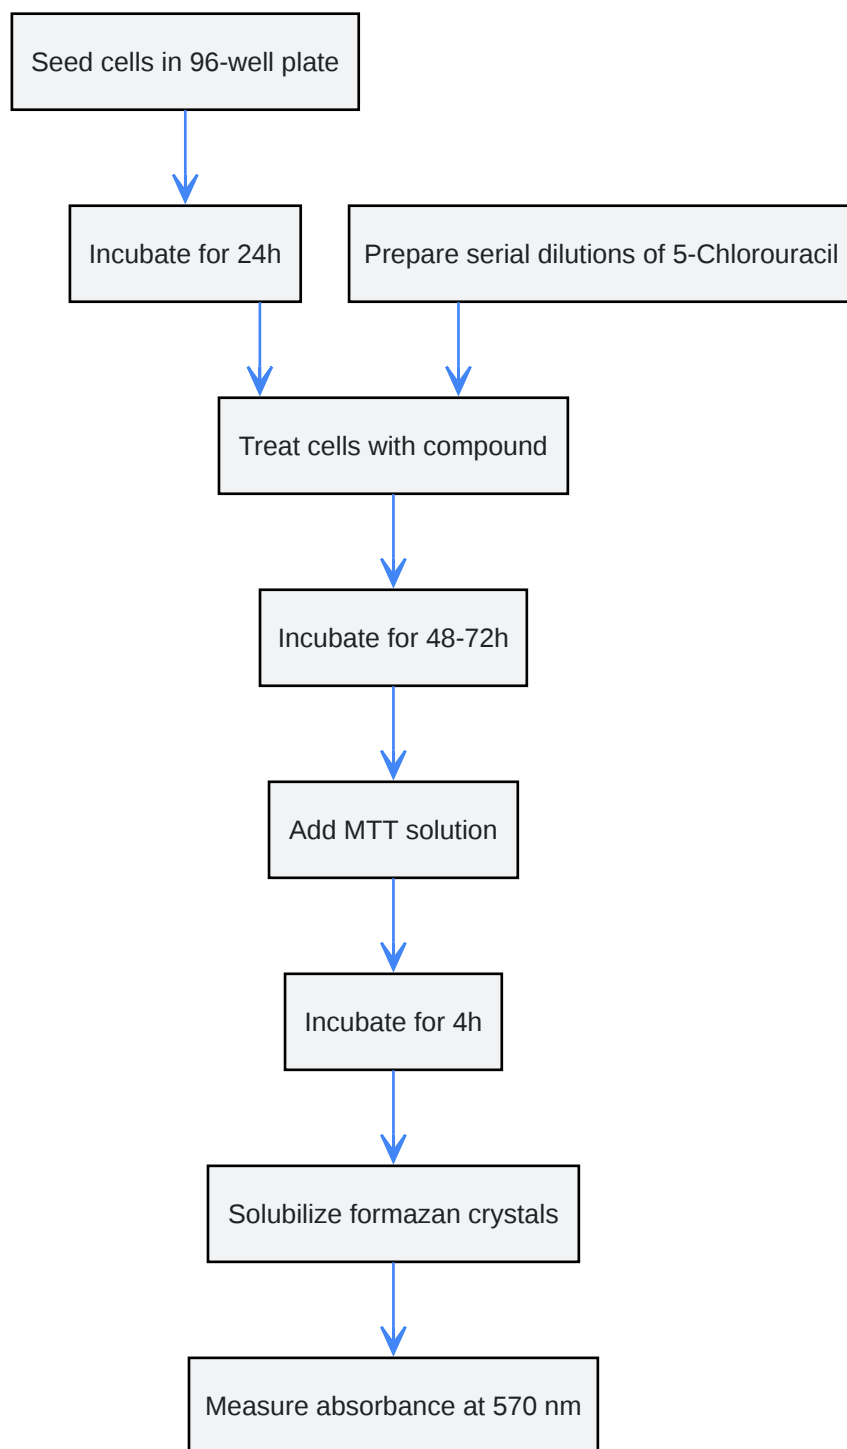 Seed cells in 96-well plate
Incubate for 24h
Prepare serial dilutions of 5-Chlorouracil
Treat cells with compound
Incubate for 48-72h
Add MTT solution
Incubate for 4h
Solubilize formazan crystals
Measure absorbance at 570 nm